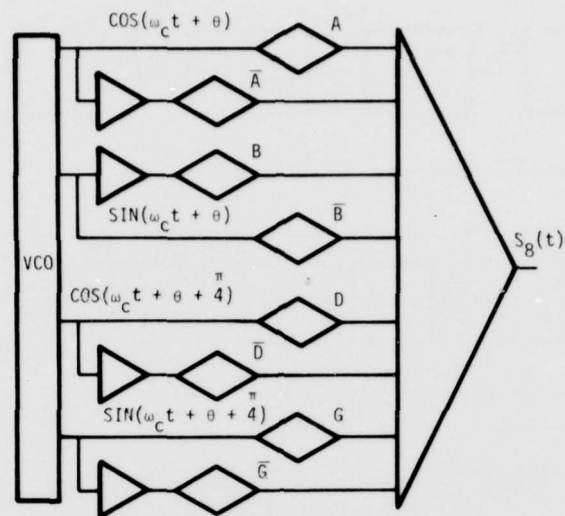 COS(ω_c t + θ) A
A̅
B
SIN(ω_c t + θ) B̅
VCO
S_8(t)
COS(ω_c t + θ + π/4) D
D̅
SIN(ω_c t + θ + π/4) G
G̅